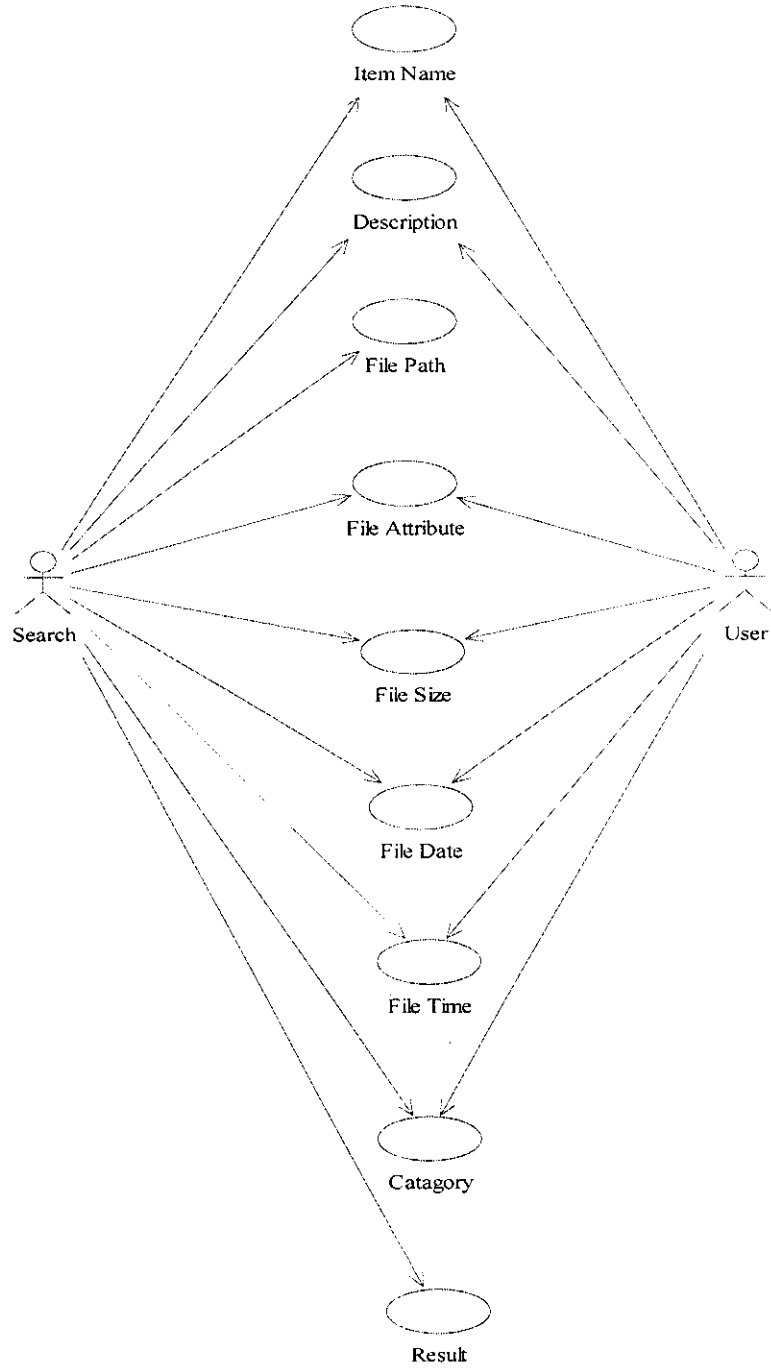 Item Name
Description
File Path
File Attribute
Search
User
File Size
File Date
File Time
Catagory
Result